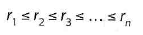 r₁ ≤ r₂ ≤ r₃ ≤ … ≤ rₙ